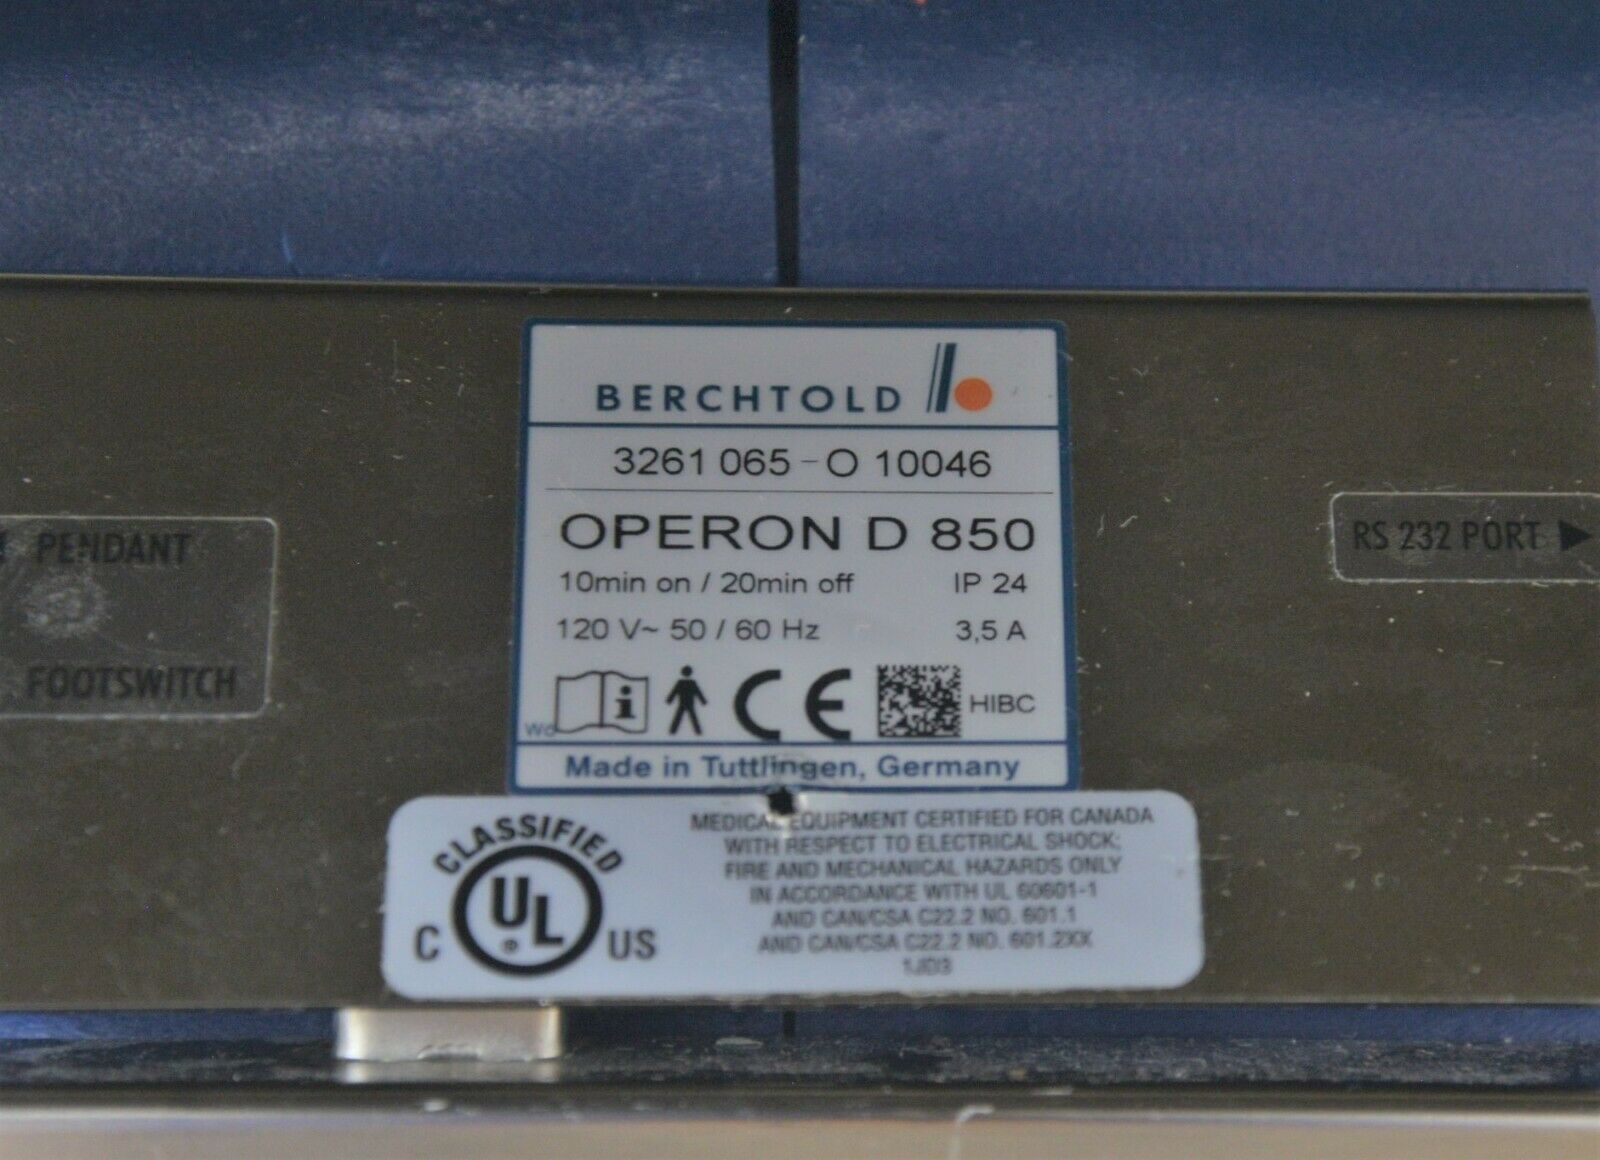 BERCHTOLD
3261 065 - O 10046
OPERON D 850
10min on / 20min off IP 24
120 V~ 50 / 60 Hz 3,5 A
i CE HIBC
Made in Tuttlingen, Germany
PENDANT
FOOTSWITCH
RS 232 PORT ►
CLASSIFIED
C UL ® US
MEDICAL EQUIPMENT CERTIFIED FOR CANADA
WITH RESPECT TO ELECTRICAL SHOCK;
FIRE AND MECHANICAL HAZARDS ONLY
IN ACCORDANCE WITH UL 60601-1
AND CAN/CSA C22.2 NO. 601.1
AND CAN/CSA C22.2 NO. 601.2XX
1JD3